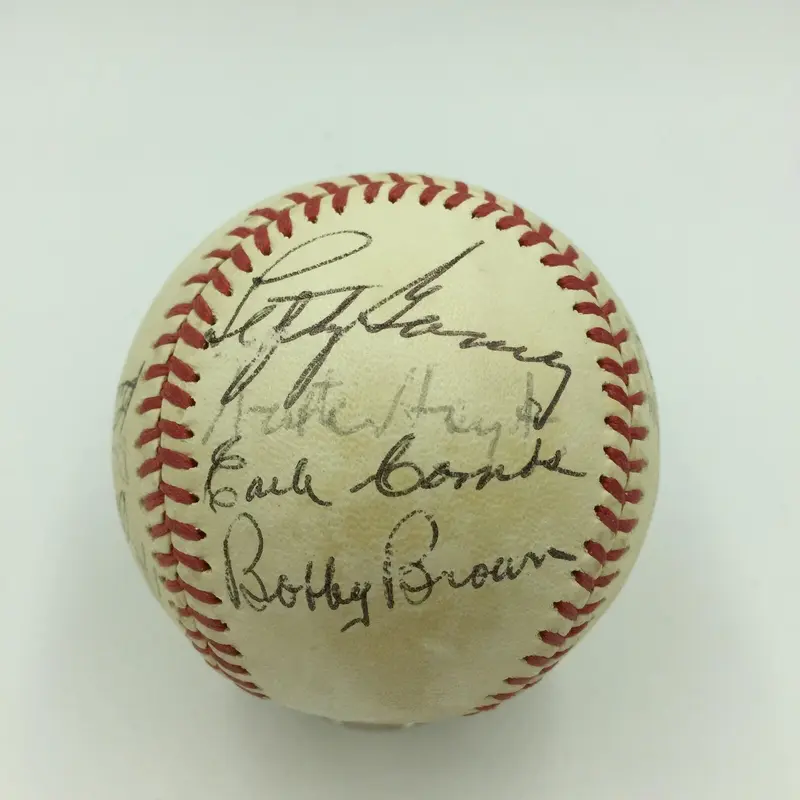 Lefty Gomez
Waite Hoyt
Earle Combs
Bobby Brown